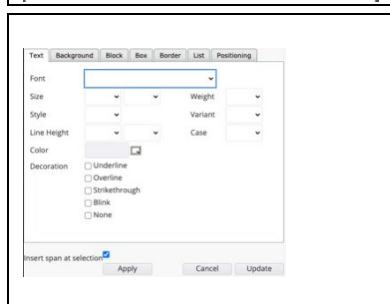 Text Background Block Box Border List Positioning
Font
Size Weight
Style Variant
Line Height Case
Color
Decoration Underline
Overline
Strikethrough
Blink
None
Insert span at selection
Apply Cancel Update